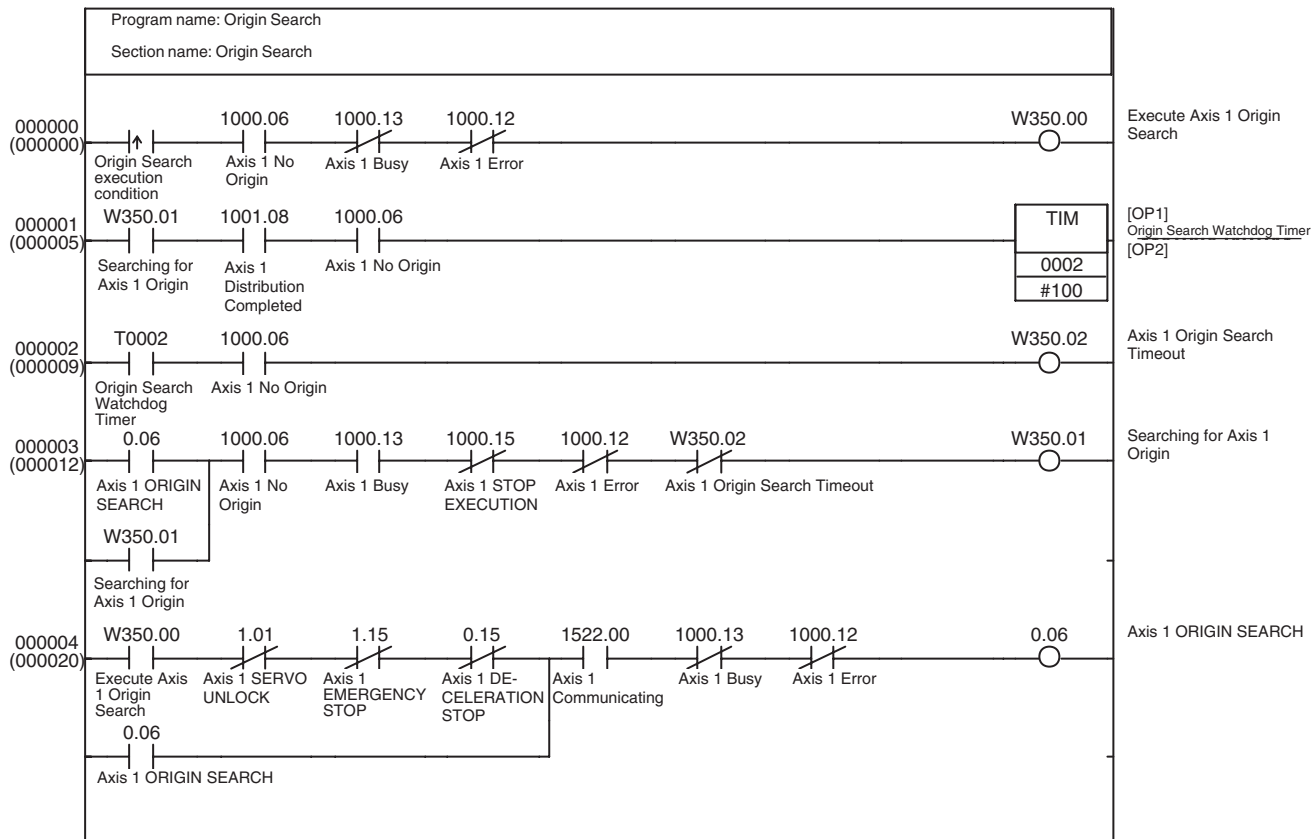 Program name: Origin Search
Section name: Origin Search
000000
(000000)
1000.06 1000.13 1000.12 W350.00
Origin Search
execution
condition
Axis 1 No
Origin
Axis 1 Busy
Axis 1 Error
Execute Axis 1 Origin
Search
000001
(000005)
W350.01 1001.08 1000.06
Searching for
Axis 1 Origin
Axis 1
Distribution
Completed
Axis 1 No Origin
TIM
0002
#100
[OP1]
Origin Search Watchdog Timer
[OP2]
000002
(000009)
T0002 1000.06 W350.02
Origin Search
Watchdog
Timer
Axis 1 No Origin
Axis 1 Origin Search
Timeout
000003
(000012)
0.06 1000.06 1000.13 1000.15 1000.12 W350.02 W350.01
Axis 1 ORIGIN
SEARCH
Axis 1 No
Origin
Axis 1 Busy
Axis 1 STOP
EXECUTION
Axis 1 Error
Axis 1 Origin Search Timeout
Searching for Axis 1
Origin
W350.01
Searching for
Axis 1 Origin
000004
(000020)
W350.00 1.01 1.15 0.15 1522.00 1000.13 1000.12 0.06
Execute Axis
1 Origin
Search
Axis 1 SERVO
UNLOCK
Axis 1
EMERGENCY
STOP
Axis 1 DE-
CELERATION
STOP
Axis 1
Communicating
Axis 1 Busy
Axis 1 Error
Axis 1 ORIGIN SEARCH
0.06
Axis 1 ORIGIN SEARCH